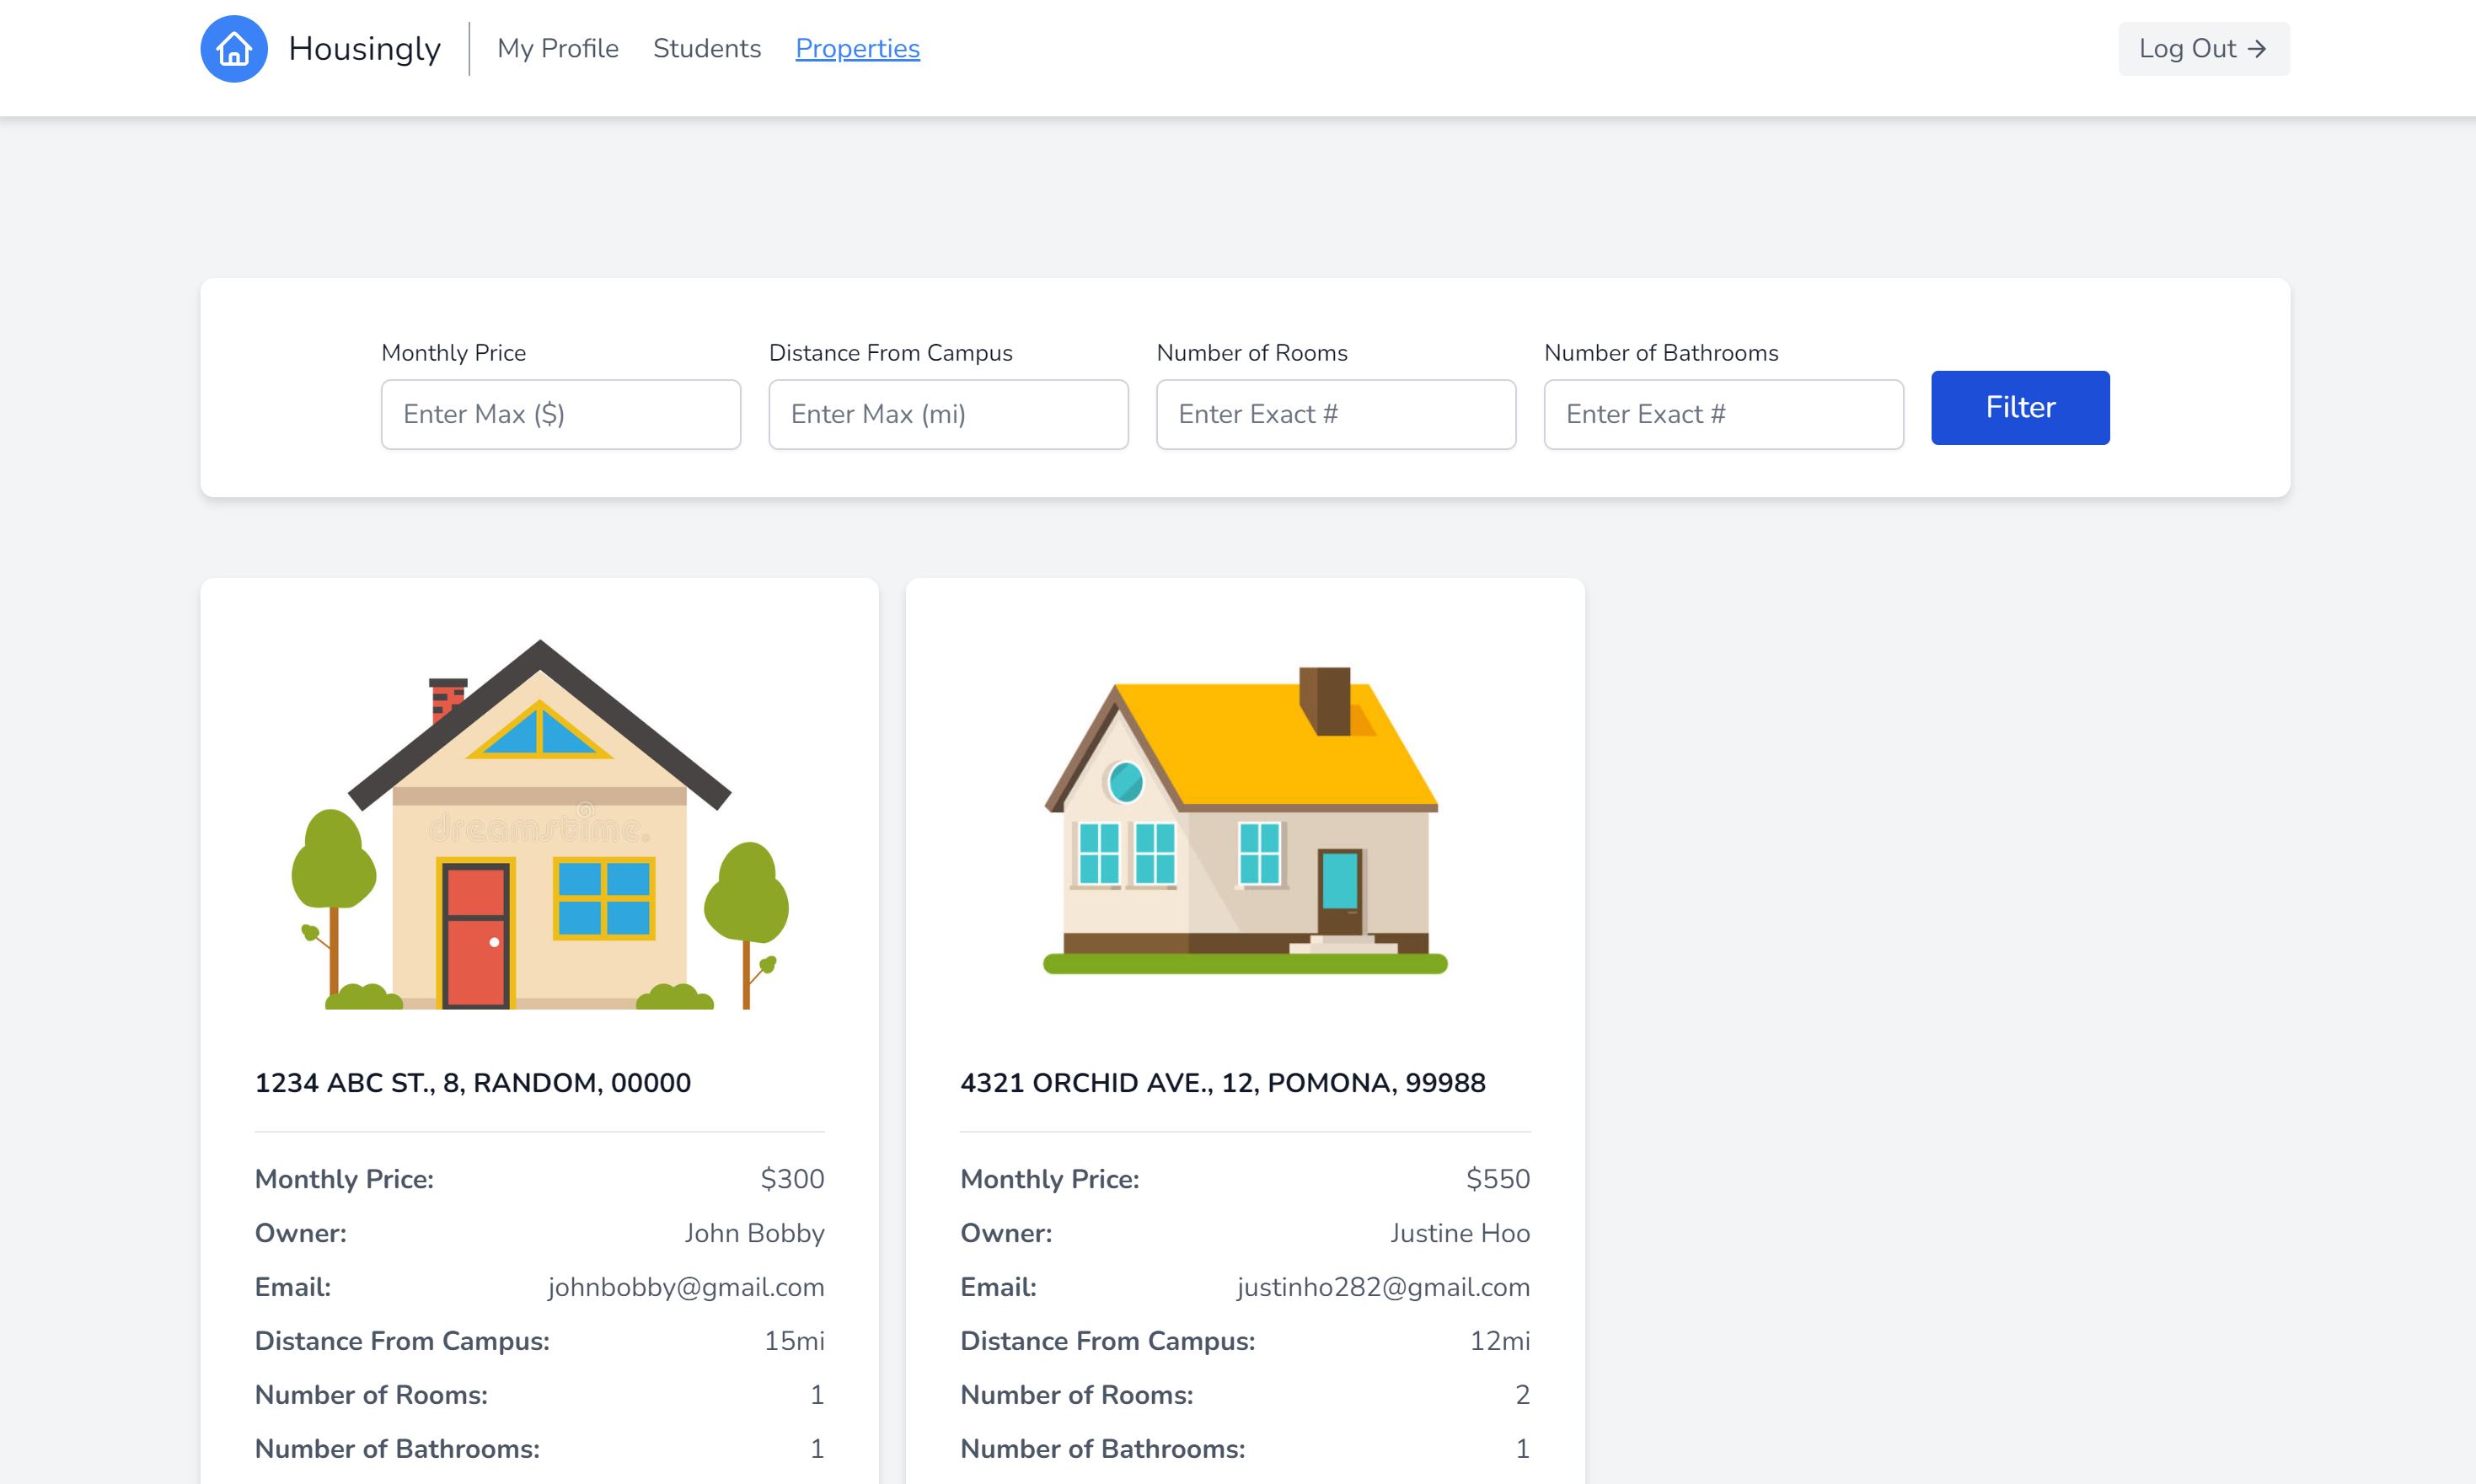 Housingly My Profile Students Properties Log Out →
Monthly Price Distance From Campus Number of Rooms Number of Bathrooms
Enter Max ($) Enter Max (mi) Enter Exact # Enter Exact # Filter
dreamstime.
1234 ABC ST., 8, RANDOM, 00000
Monthly Price: $300
Owner: John Bobby
Email: johnbobby@gmail.com
Distance From Campus: 15mi
Number of Rooms: 1
Number of Bathrooms: 1
4321 ORCHID AVE., 12, POMONA, 99988
Monthly Price: $550
Owner: Justine Hoo
Email: justinho282@gmail.com
Distance From Campus: 12mi
Number of Rooms: 2
Number of Bathrooms: 1